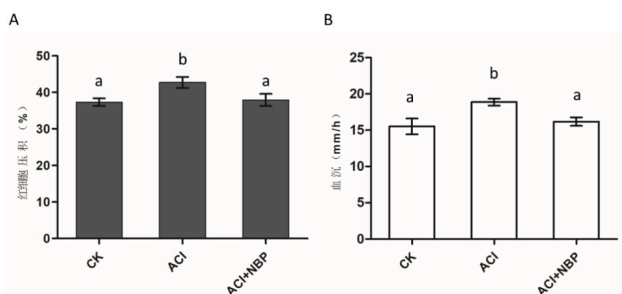 A
红细胞压积（%）
50
40
30
20
10
0
a
b
a
CK
ACI
ACI+NBP
B
血沉（mm/h）
25
20
15
10
5
0
a
b
a
CK
ACI
ACI+NBP